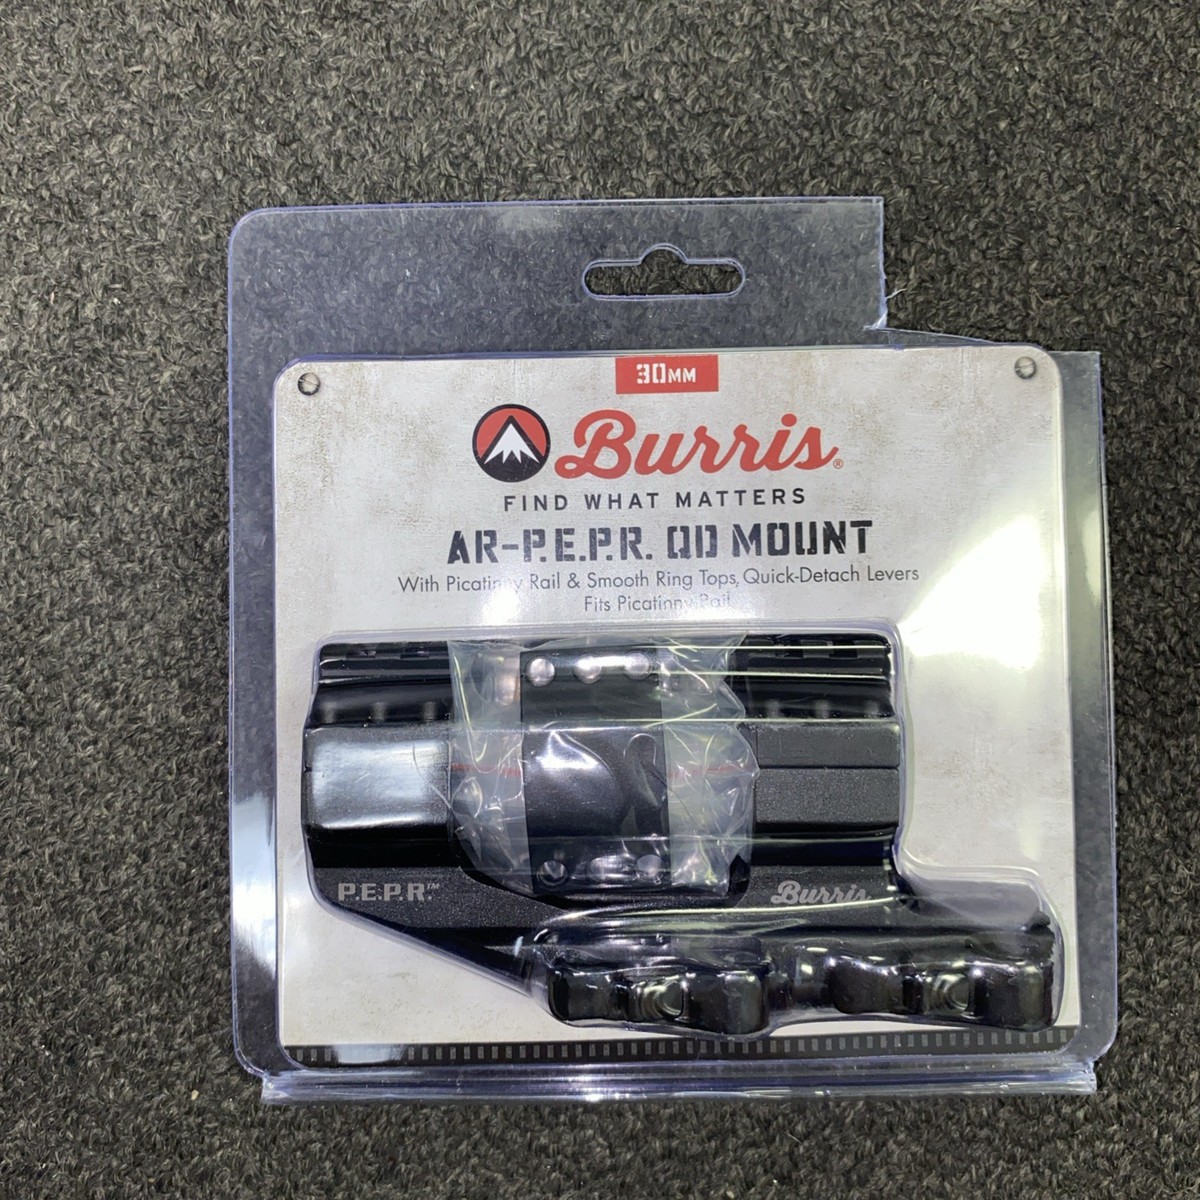 30MM
Burris®
FIND WHAT MATTERS
AR-P.E.P.R. QD MOUNT
With Picatinny Rail & Smooth Ring Tops, Quick-Detach Levers
Fits Picatinny Rail
P.E.P.R.™
Burris